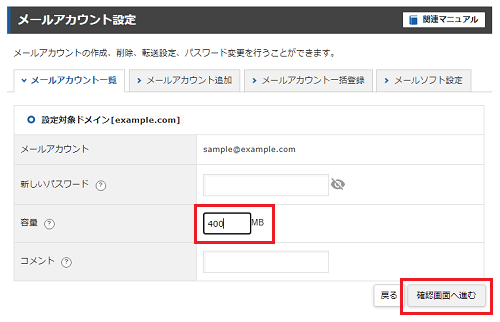 メールアカウント設定
関連マニュアル
メールアカウントの作成、削除、転送設定、パスワード変更を行うことができます。
メールアカウント一覧 メールアカウント追加 メールアカウント一括登録 メールソフト設定
設定対象ドメイン[example.com]
メールアカウント sample@example.com
新しいパスワード ?
容量 ? 400 MB
コメント ?
戻る 確認画面へ進む